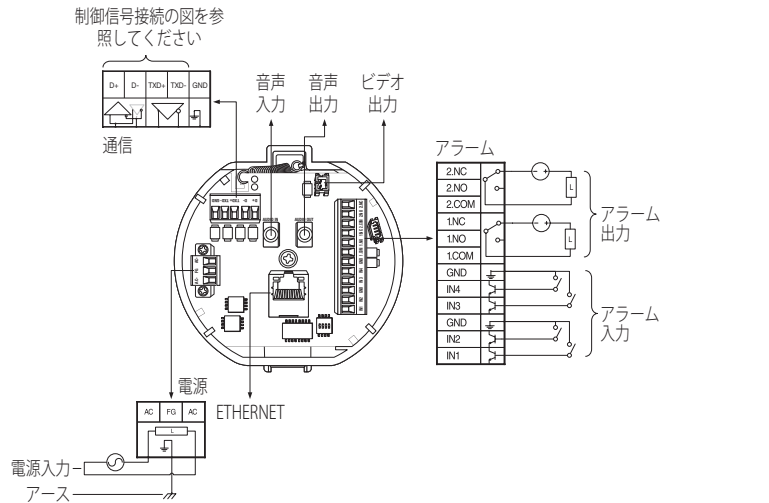 制御信号接続の図を参
照してください
D+ D- TXD+ TXD- GND
通信
音声
入力
音声
出力
ビデオ
出力
AUDIO IN
AUDIO OUT
アラーム
2.NC
2.NO
2.COM
1.NC
1.NO
1.COM
GND
IN4
IN3
GND
IN2
IN1
L
L
アラーム
出力
アラーム
入力
電源
AC FG AC
L
ETHERNET
電源入力
アース